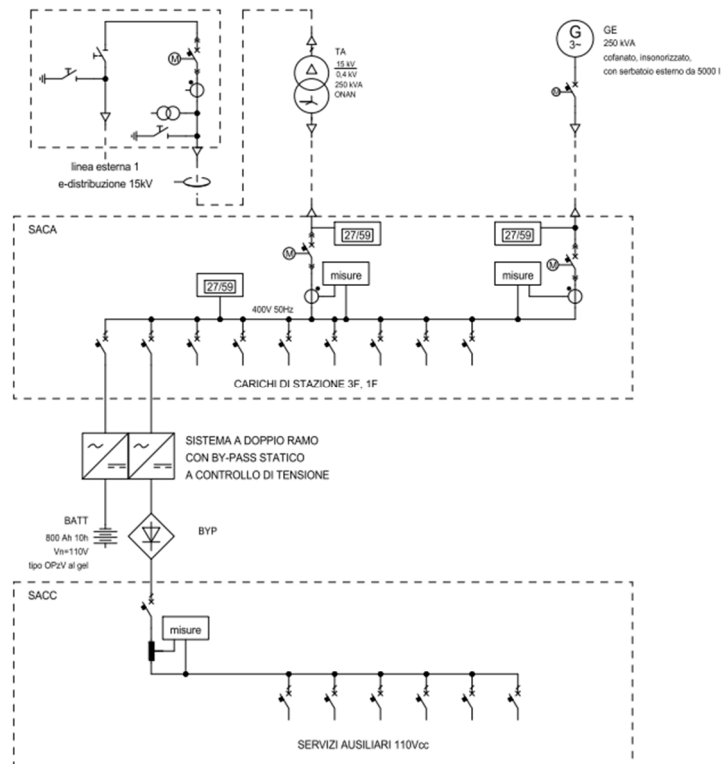 TA
15 kV
0,4 kV
250 kVA
ONAN
G
3~
GE
250 kVA
cofanato, insonorizzato,
con serbatoio esterno da 5000 l
M
M
linea esterna 1
e-distribuzione 15kV
SACA
27/59
27/59
M
M
misure
misure
27/59
400V 50Hz
CARICHI DI STAZIONE 3F, 1F
SISTEMA A DOPPIO RAMO
CON BY-PASS STATICO
A CONTROLLO DI TENSIONE
BATT
800 Ah 10h
Vn=110V
tipo OPzV al gel
BYP
SACC
misure
SERVIZI AUSILIARI 110Vcc